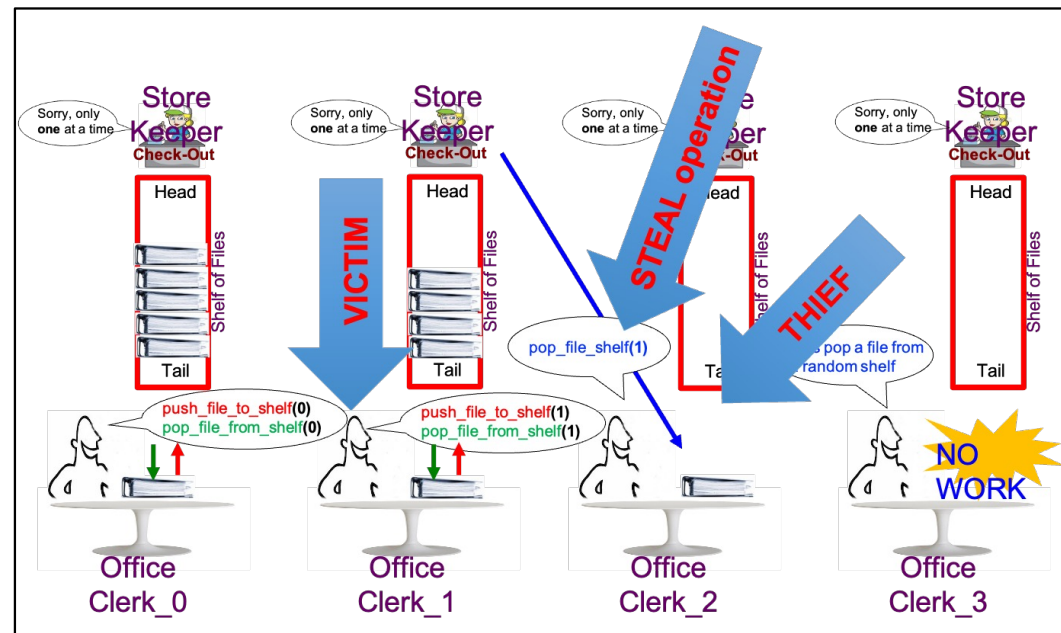 Sorry, only
one at a time
Store
Keeper
Check-Out
Head
Shelf of Files
Tail
push_file_to_shelf(0)
pop_file_from_shelf(0)
Office
Clerk_0
Sorry, only
one at a time
Store
Keeper
Check-Out
Head
Shelf of Files
Tail
VICTIM
push_file_to_shelf(1)
pop_file_from_shelf(1)
Office
Clerk_1
Sorry, only
one at a time
Store
Keeper
Check-Out
Head
Shelf of Files
Tail
STEAL operation
THIEF
pop_file_shelf(1)
Office
Clerk_2
Sorry, only
one at a time
Store
Keeper
Check-Out
Head
Shelf of Files
Tail
pop a file from
random shelf
NO
WORK
Office
Clerk_3